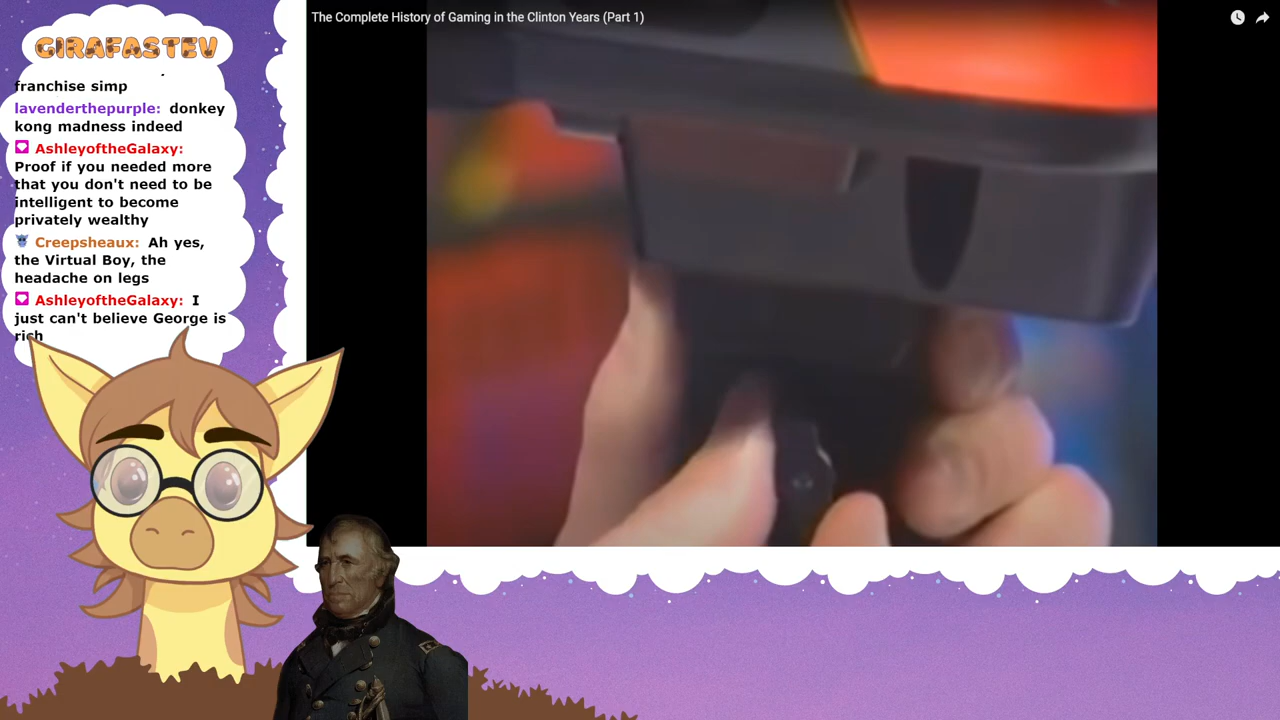 The Complete History of Gaming in the Clinton Years (Part 1)
GIRAFASTEV
franchise simp
lavenderthepurple: donkey
kong madness indeed
AshleyoftheGalaxy:
Proof if you needed more
that you don't need to be
intelligent to become
privately wealthy
Creepsheaux: Ah yes,
the Virtual Boy, the
headache on legs
AshleyoftheGalaxy: I
just can't believe George is
rich